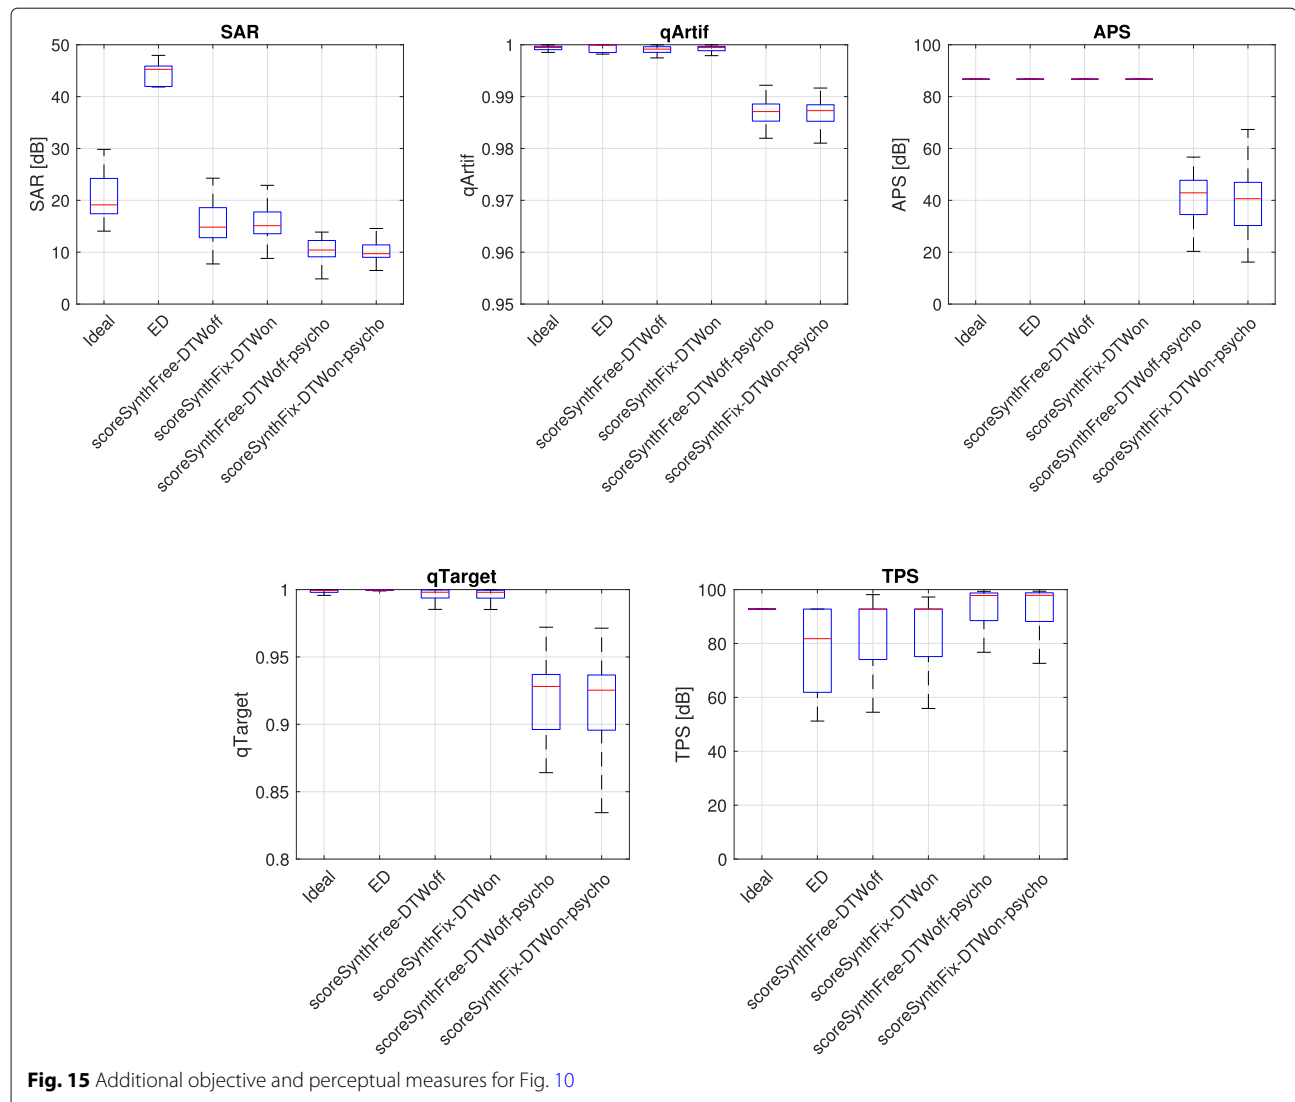 SAR
50
40
30
20
10
0
SAR [dB]
Ideal
ED
scoreSynthFree-DTWoff
scoreSynthFix-DTWon
scoreSynthFree-DTWoff-psycho
scoreSynthFix-DTWon-psycho
qArtif
1
0.99
0.98
0.97
0.96
0.95
qArtif
Ideal
ED
scoreSynthFree-DTWoff
scoreSynthFix-DTWon
scoreSynthFree-DTWoff-psycho
scoreSynthFix-DTWon-psycho
APS
100
80
60
40
20
0
APS [dB]
Ideal
ED
scoreSynthFree-DTWoff
scoreSynthFix-DTWon
scoreSynthFree-DTWoff-psycho
scoreSynthFix-DTWon-psycho
qTarget
1
0.95
0.9
0.85
0.8
qTarget
Ideal
ED
scoreSynthFree-DTWoff
scoreSynthFix-DTWon
scoreSynthFree-DTWoff-psycho
scoreSynthFix-DTWon-psycho
TPS
100
80
60
40
20
0
TPS [dB]
Ideal
ED
scoreSynthFree-DTWoff
scoreSynthFix-DTWon
scoreSynthFree-DTWoff-psycho
scoreSynthFix-DTWon-psycho
Fig. 15 Additional objective and perceptual measures for Fig. 10